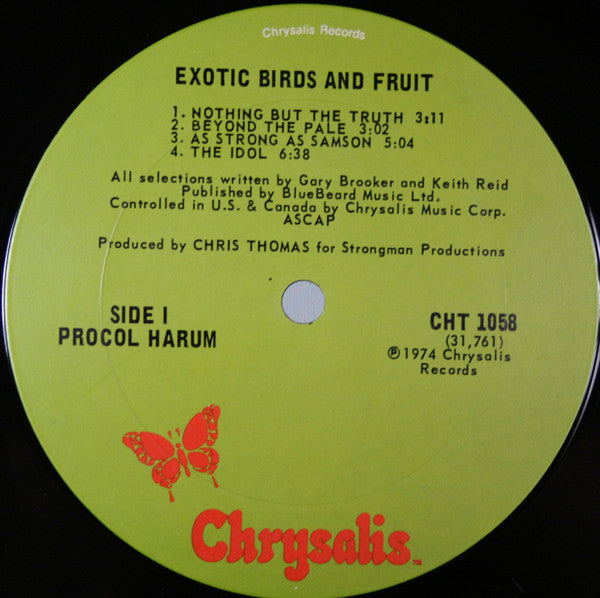 Chrysalis Records
EXOTIC BIRDS AND FRUIT
1. NOTHING BUT THE TRUTH 3:11
2. BEYOND THE PALE 3:02
3. AS STRONG AS SAMSON 5:04
4. THE IDOL 6:38
All selections written by Gary Brooker and Keith Reid
Published by BlueBeard Music Ltd.
Controlled in U.S. & Canada by Chrysalis Music Corp.
ASCAP
Produced by CHRIS THOMAS for Strongman Productions
SIDE I
PROCOL HARUM
CHT 1058
(31,761)
℗1974 Chrysalis
Records
Chrysalis™